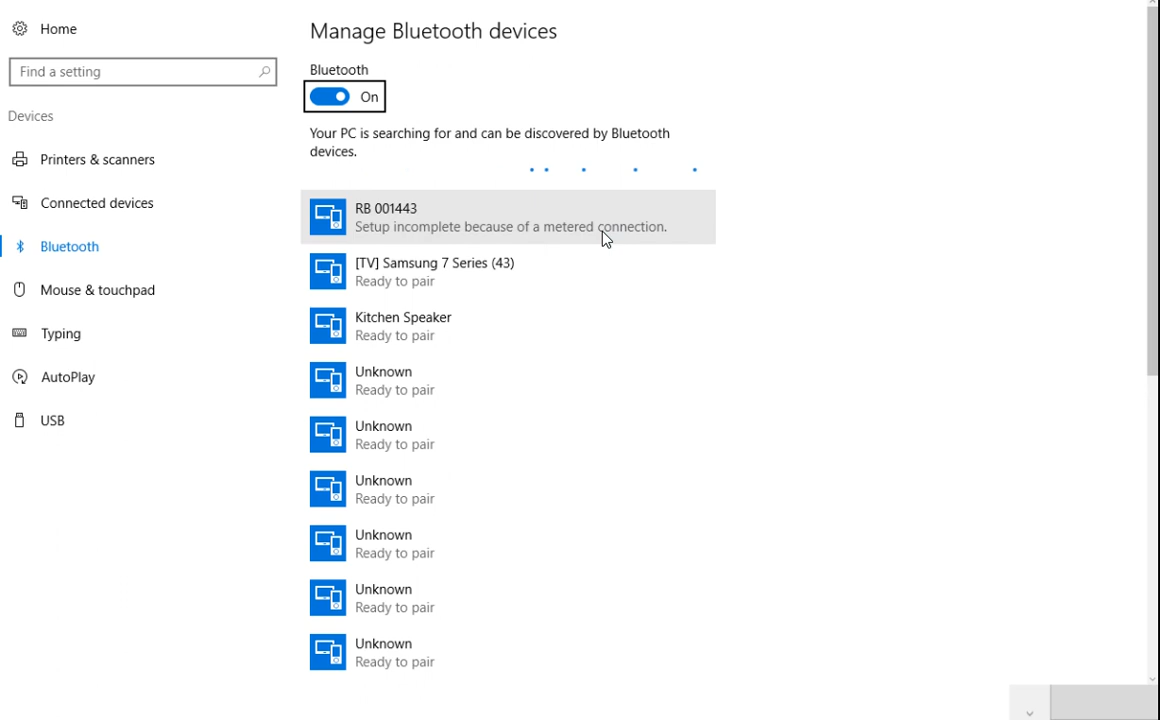 Home
Find a setting
Devices
Printers & scanners
Connected devices
Bluetooth
Mouse & touchpad
Typing
AutoPlay
USB
Manage Bluetooth devices
Bluetooth
On
Your PC is searching for and can be discovered by Bluetooth
devices.
RB 001443
Setup incomplete because of a metered connection.
[TV] Samsung 7 Series (43)
Ready to pair
Kitchen Speaker
Ready to pair
Unknown
Ready to pair
Unknown
Ready to pair
Unknown
Ready to pair
Unknown
Ready to pair
Unknown
Ready to pair
Unknown
Ready to pair